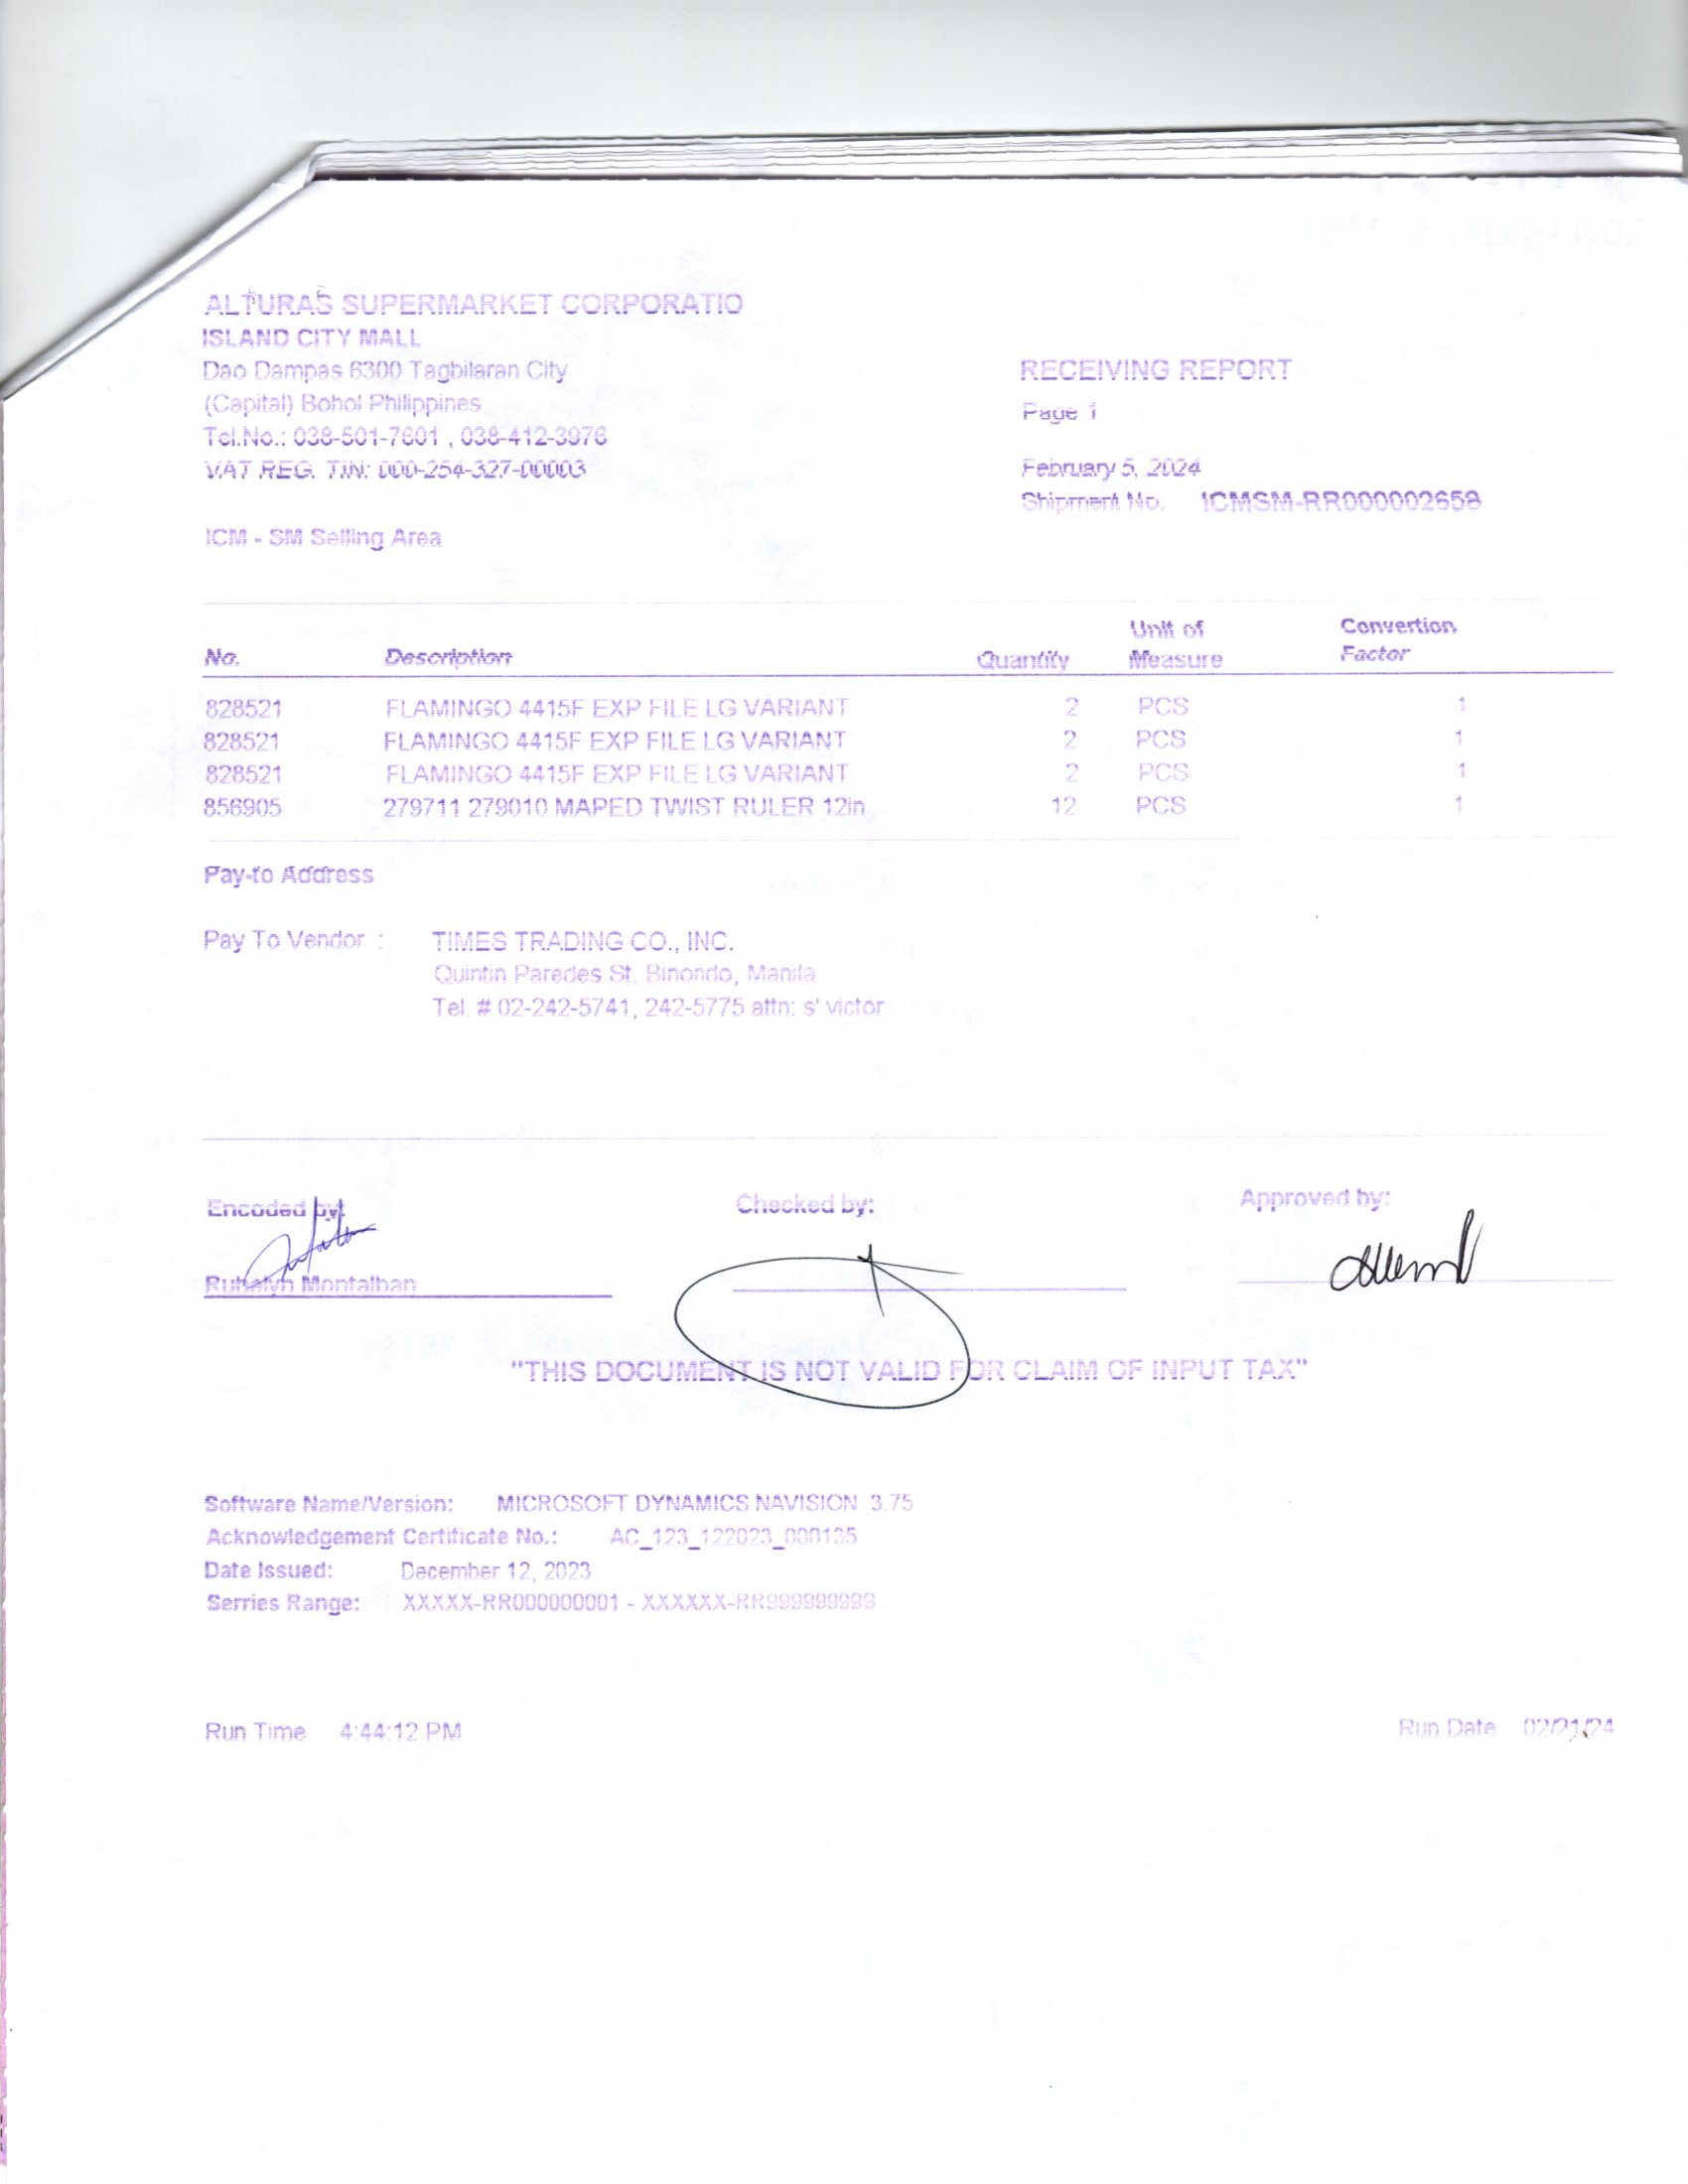 ALTURAS SUPERMARKET CORPORATIO
ISLAND CITY MALL
Dao Dampas 6300 Tagbilaran City
(Capital) Bohol Philippines
Tel.No.: 038-501-7601 , 038-412-3976
VAT REG. TIN: 000-254-327-00003
RECEIVING REPORT
Page 1
February 5, 2024
Shipment No. ICMSM-RR000002658
ICM - SM Selling Area
No. Description Quantity Unit of Measure Convertion Factor
828521 FLAMINGO 4415F EXP FILE LG VARIANT 2 PCS 1
828521 FLAMINGO 4415F EXP FILE LG VARIANT 2 PCS 1
828521 FLAMINGO 4415F EXP FILE LG VARIANT 2 PCS 1
856905 279711 279010 MAPED TWIST RULER 12in 12 PCS 1
Pay-to Address
Pay To Vendor : TIMES TRADING CO., INC.
Quintin Paredes St. Binondo, Manila
Tel. # 02-242-5741, 242-5775 attn: s' victor
Encoded by: Checked by: Approved by:
Montalban
"THIS DOCUMENT IS NOT VALID FOR CLAIM OF INPUT TAX"
Software Name/Version: MICROSOFT DYNAMICS NAVISION 3.75
Acknowledgement Certificate No.: AC_123_122023_000135
Date Issued: December 12, 2023
Serries Range: XXXXX-RR000000001 - XXXXXX-RR999999999
Run Time 4:44:12 PM Run Date 02/21/24